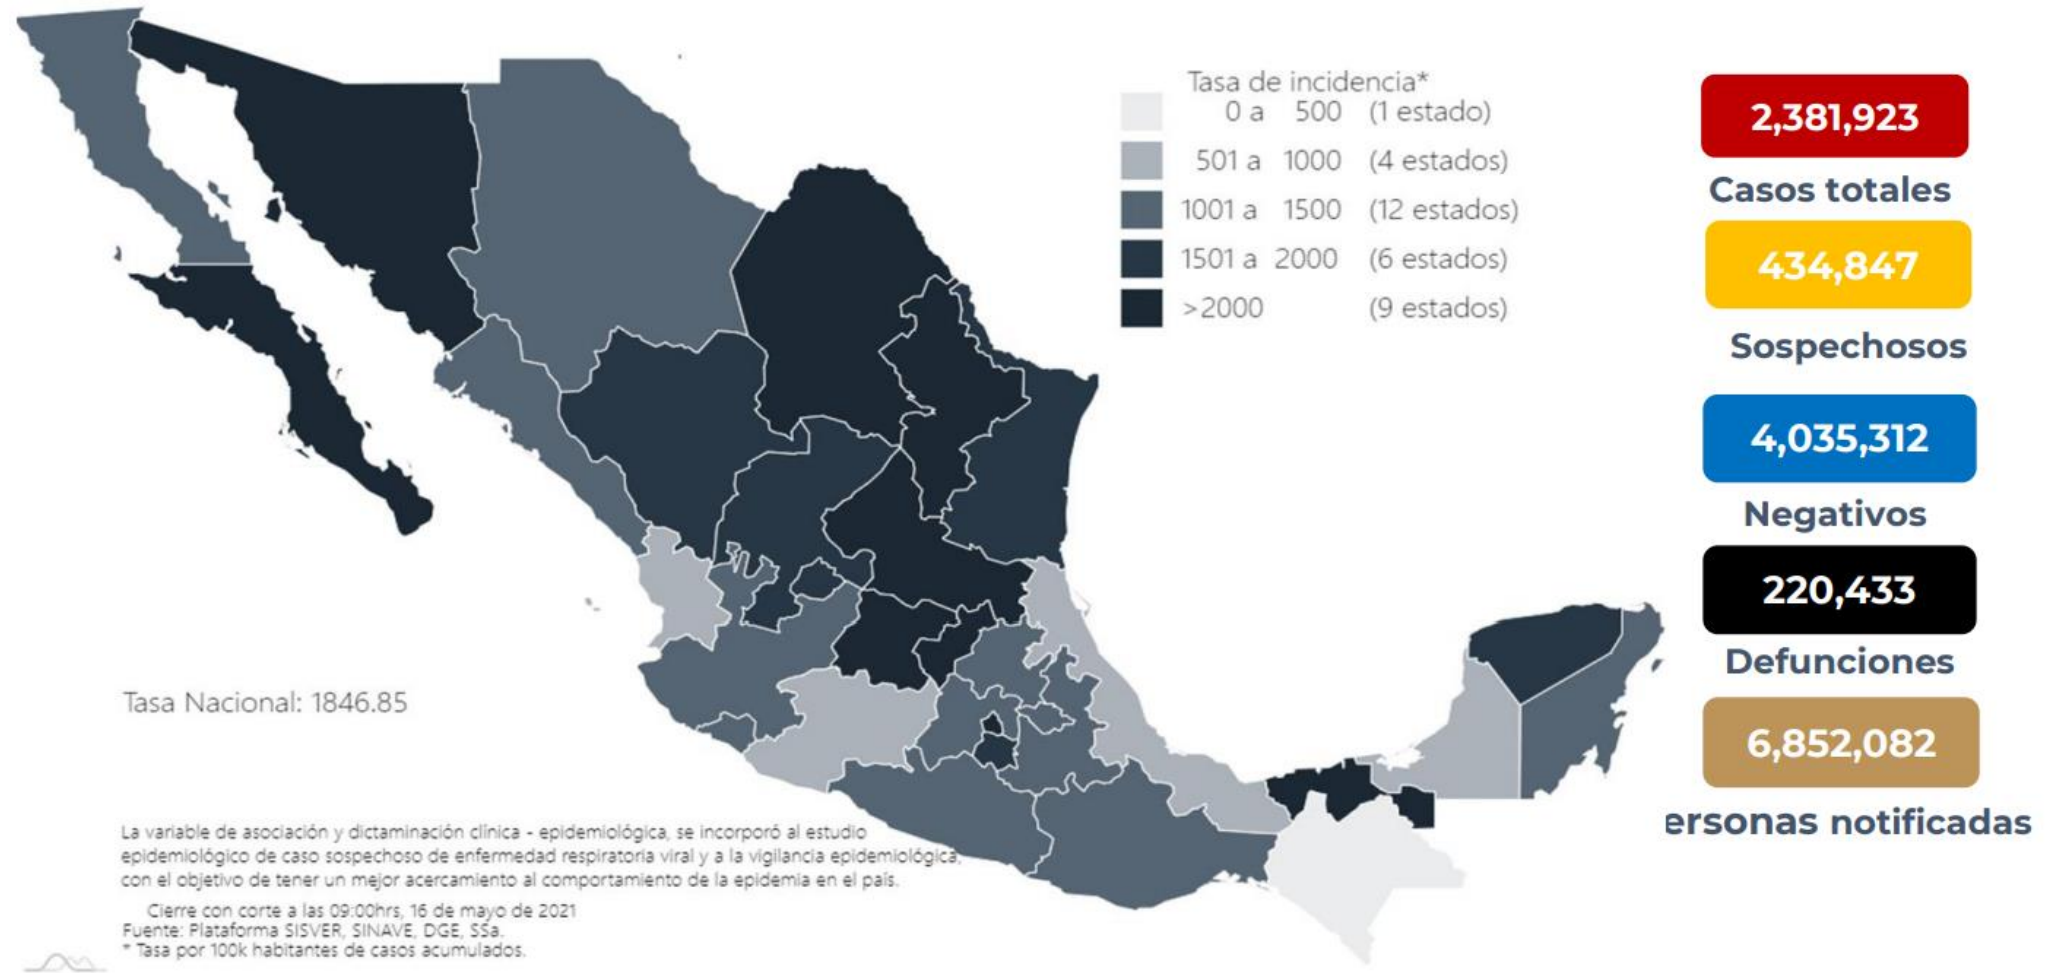 Tasa de incidencia*
0 a 500 (1 estado)
501 a 1000 (4 estados)
1001 a 1500 (12 estados)
1501 a 2000 (6 estados)
>2000 (9 estados)
2,381,923
Casos totales
434,847
Sospechosos
4,035,312
Negativos
220,433
Defunciones
6,852,082
ersonas notificadas
Tasa Nacional: 1846.85
La variable de asociación y dictaminación clínica - epidemiológica, se incorporó al estudio
epidemiológico de caso sospechoso de enfermedad respiratoria viral y a la vigilancia epidemiológica,
con el objetivo de tener un mejor acercamiento al comportamiento de la epidemia en el país.
Cierre con corte a las 09:00hrs, 16 de mayo de 2021
Fuente: Plataforma SISVER, SINAVE, DGE, SSa.
* Tasa por 100k habitantes de casos acumulados.